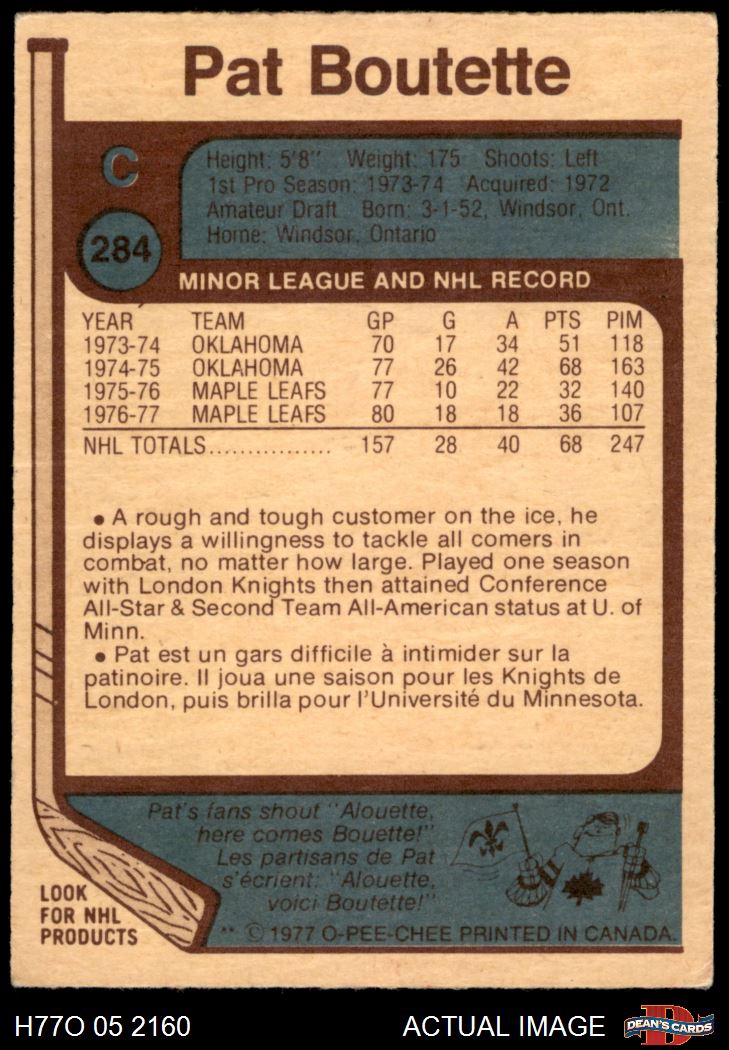 Pat Boutette
C
Height: 5'8" Weight: 175 Shoots: Left
1st Pro Season: 1973-74 Acquired: 1972
Amateur Draft Born: 3-1-52, Windsor, Ont.
Home: Windsor, Ontario
284
MINOR LEAGUE AND NHL RECORD
YEAR TEAM GP G A PTS PIM
1973-74 OKLAHOMA 70 17 34 51 118
1974-75 OKLAHOMA 77 26 42 68 163
1975-76 MAPLE LEAFS 77 10 22 32 140
1976-77 MAPLE LEAFS 80 18 18 36 107
NHL TOTALS................ 157 28 40 68 247
• A rough and tough customer on the ice, he
displays a willingness to tackle all comers in
combat, no matter how large. Played one season
with London Knights then attained Conference
All-Star & Second Team All-American status at U. of
Minn.
• Pat est un gars difficile à intimider sur la
patinoire. Il joua une saison pour les Knights de
London, puis brilla pour l'Université du Minnesota.
Pat's fans shout "Alouette,
here comes Bouette!"
Les partisans de Pat
s'écrient: "Alouette,
voici Boutette!"
LOOK
FOR NHL
PRODUCTS
** © 1977 O-PEE-CHEE PRINTED IN CANADA.
H77O 05 2160 ACTUAL IMAGE
DEAN'S CARDS